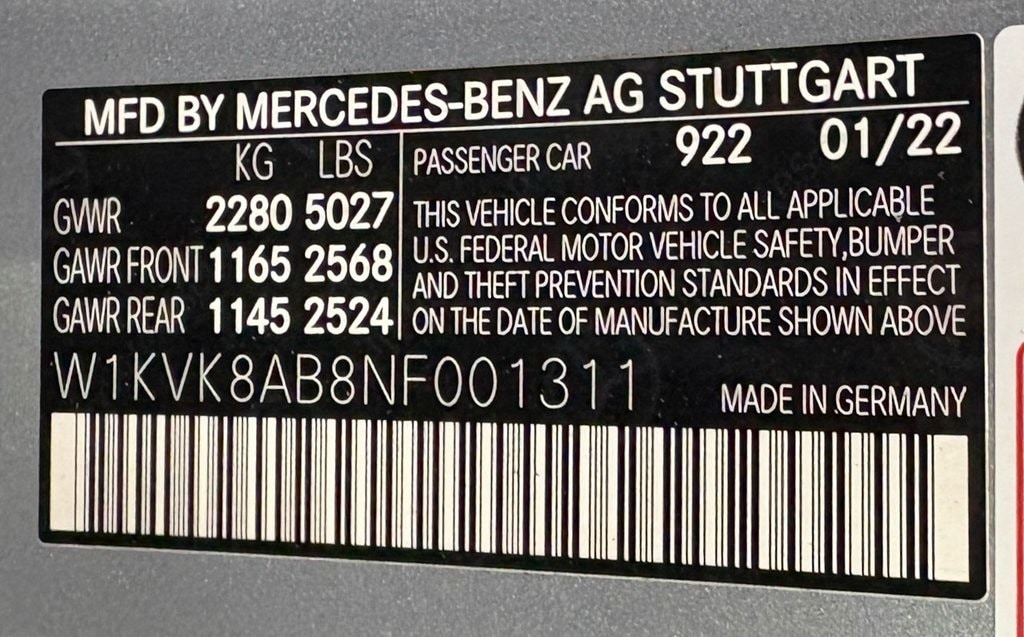 MFD BY MERCEDES-BENZ AG STUTTGART
KG LBS
GVWR 2280 5027
GAWR FRONT 1165 2568
GAWR REAR 1145 2524
PASSENGER CAR 922 01/22
THIS VEHICLE CONFORMS TO ALL APPLICABLE
U.S. FEDERAL MOTOR VEHICLE SAFETY,BUMPER
AND THEFT PREVENTION STANDARDS IN EFFECT
ON THE DATE OF MANUFACTURE SHOWN ABOVE
W1KVK8AB8NF001311
MADE IN GERMANY